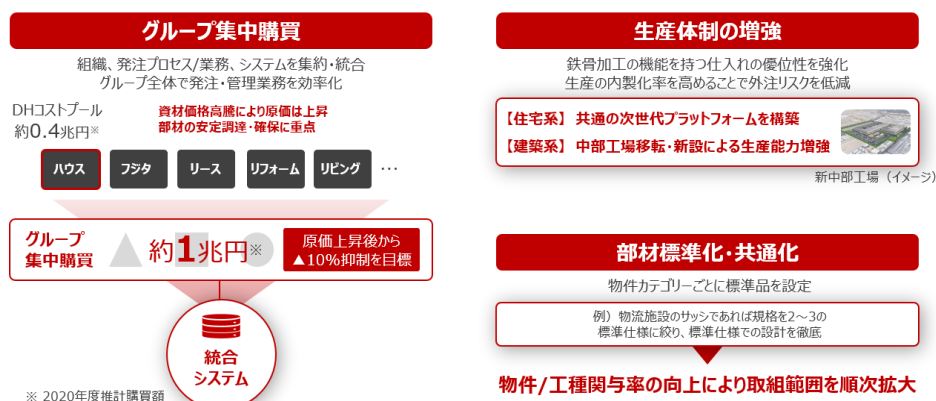 グループ集中購買
組織、発注プロセス/業務、システムを集約・統合
グループ全体で発注・管理業務を効率化
DHコストプール
約0.4兆円※
資材価格高騰により原価は上昇
部材の安定調達・確保に重点
ハウス
フジタ
リース
リフォーム
リビング
…
グループ
集中購買
約1兆円※
原価上昇後から
▲10%抑制を目標
統合
システム
※ 2020年度推計購買額
生産体制の増強
鉄骨加工の機能を持つ仕入れの優位性を強化
生産の内製化率を高めることで外注リスクを低減
【住宅系】 共通の次世代プラットフォームを構築
【建築系】 中部工場移転・新設による生産能力増強
新中部工場（イメージ）
部材標準化・共通化
物件カテゴリーごとに標準品を設定
例）物流施設のサッシであれば規格を2～3の
標準仕様に絞り、標準仕様での設計を徹底
物件/工種関与率の向上により取組範囲を順次拡大